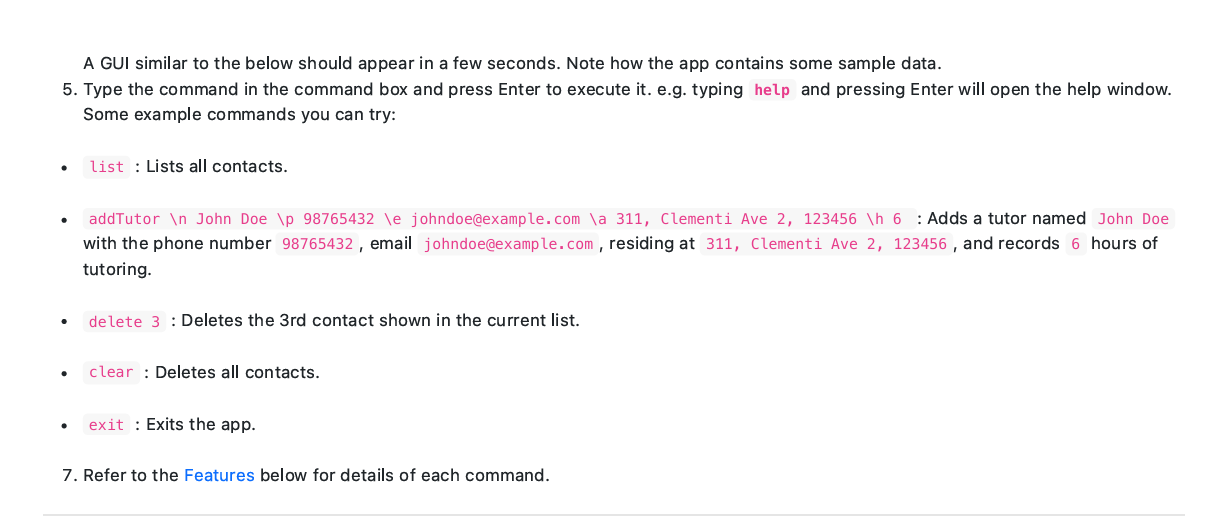 A GUI similar to the below should appear in a few seconds. Note how the app contains some sample data.
5. Type the command in the command box and press Enter to execute it. e.g. typing help and pressing Enter will open the help window.
Some example commands you can try:
• list : Lists all contacts.
• addTutor \n John Doe \p 98765432 \e johndoe@example.com \a 311, Clementi Ave 2, 123456 \h 6 : Adds a tutor named John Doe
with the phone number 98765432 , email johndoe@example.com , residing at 311, Clementi Ave 2, 123456 , and records 6 hours of
tutoring.
• delete 3 : Deletes the 3rd contact shown in the current list.
• clear : Deletes all contacts.
• exit : Exits the app.
7. Refer to the Features below for details of each command.